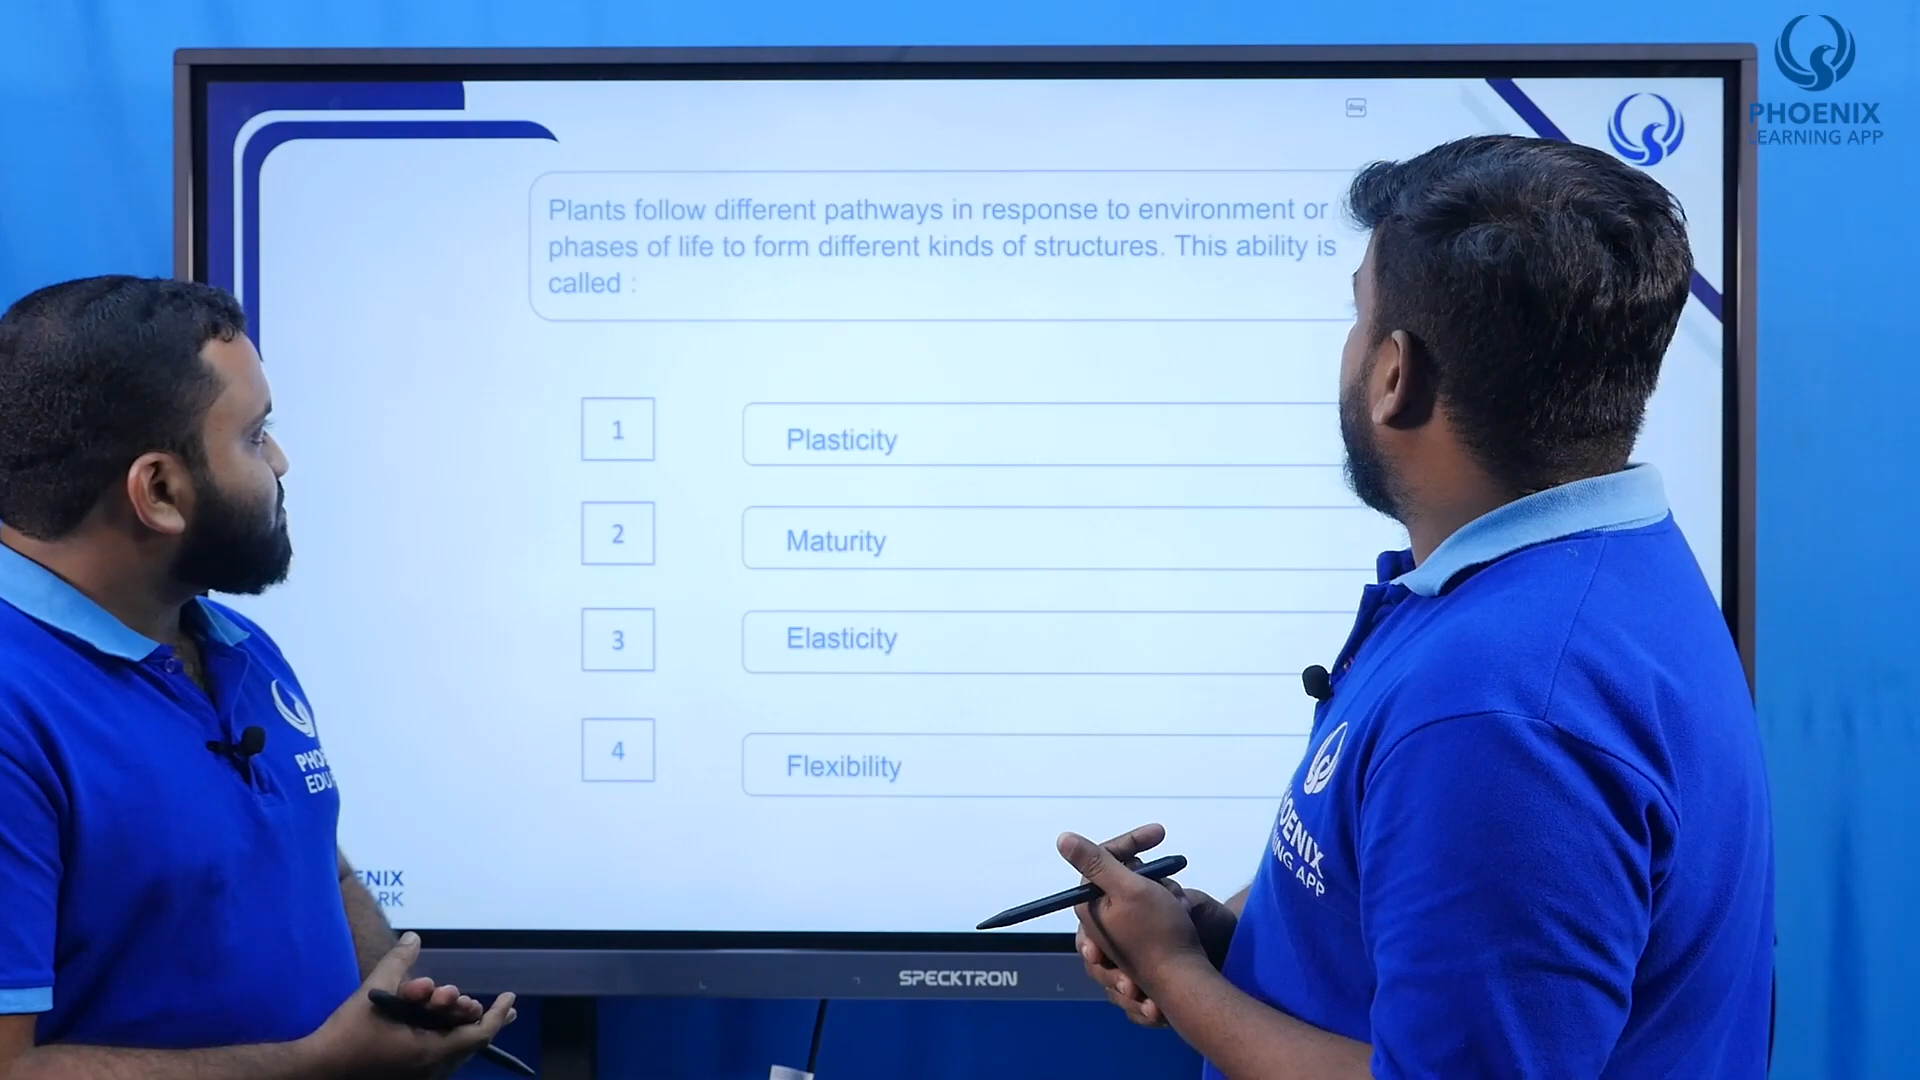 PHOENIX
LEARNING APP
Plants follow different pathways in response to environment or
phases of life to form different kinds of structures. This ability is
called :
1
Plasticity
2
Maturity
3
Elasticity
4
Flexibility
SPECKTRON